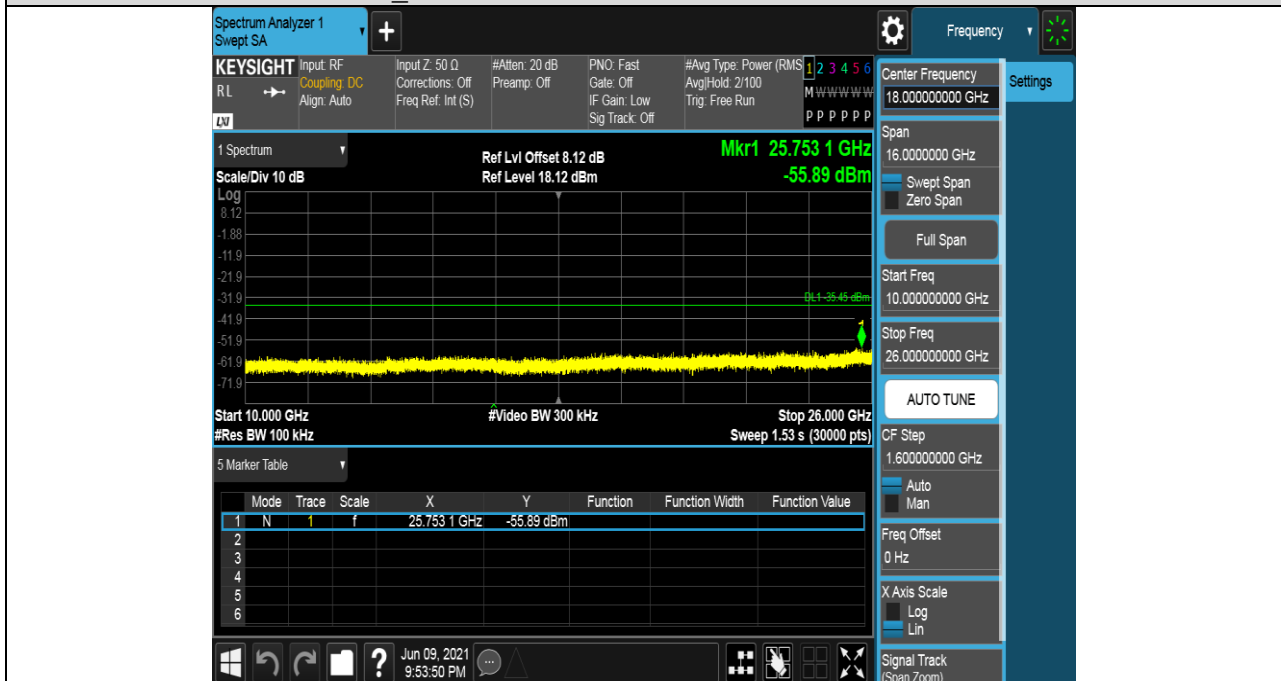 Spectrum Analyzer 1
Swept SA
Frequency
KEYSIGHT
RL
LXI
Input: RF
Coupling: DC
Align: Auto
Input Z: 50 Ω
Corrections: Off
Freq Ref: Int (S)
#Atten: 20 dB
Preamp: Off
PNO: Fast
Gate: Off
IF Gain: Low
Sig Track: Off
#Avg Type: Power (RMS
Avg|Hold: 2/100
Trig: Free Run
1 2 3 4 5 6
M W W W W W
P P P P P P
1 Spectrum
Scale/Div 10 dB
Ref Lvl Offset 8.12 dB
Ref Level 18.12 dBm
Mkr1 25.753 1 GHz
-55.89 dBm
Log
8.12
-1.88
-11.9
-21.9
-31.9
-41.9
-51.9
-61.9
-71.9
DL1 -35.45 dBm
1
Start 10.000 GHz
#Video BW 300 kHz
Stop 26.000 GHz
#Res BW 100 kHz
Sweep 1.53 s (30000 pts)
5 Marker Table
Mode Trace Scale X Y Function Function Width Function Value
1 N 1 f 25.753 1 GHz -55.89 dBm
2
3
4
5
6
Jun 09, 2021
9:53:50 PM
Center Frequency
18.000000000 GHz
Settings
Span
16.0000000 GHz
Swept Span
Zero Span
Full Span
Start Freq
10.000000000 GHz
Stop Freq
26.000000000 GHz
AUTO TUNE
CF Step
1.600000000 GHz
Auto
Man
Freq Offset
0 Hz
X Axis Scale
Log
Lin
Signal Track
(Span Zoom)